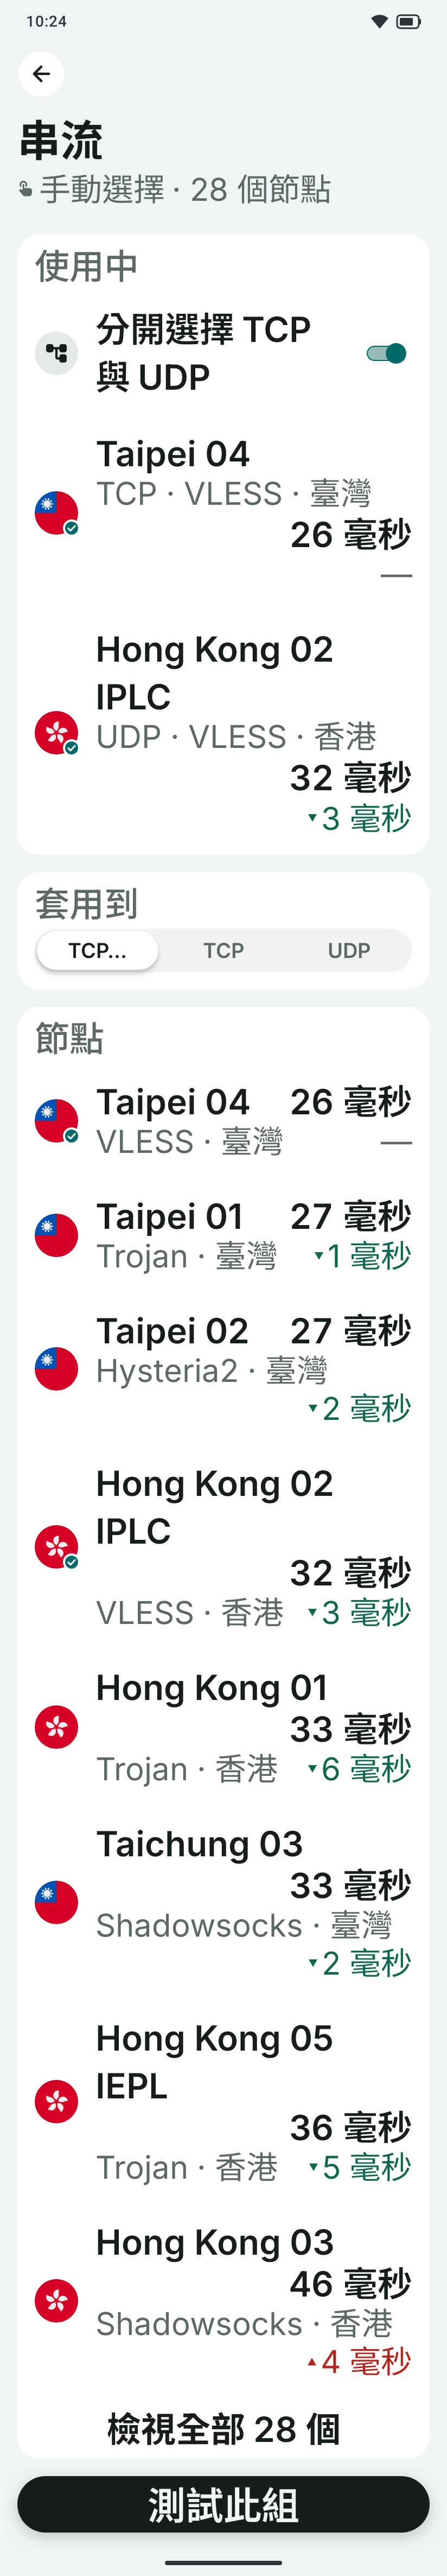 10:24
串流
手動選擇 · 28 個節點
使用中
分開選擇 TCP
與 UDP
Taipei 04
TCP · VLESS · 臺灣
26 毫秒
—
Hong Kong 02
IPLC
UDP · VLESS · 香港
32 毫秒
▾3 毫秒
套用到
TCP... TCP UDP
節點
Taipei 04 26 毫秒
VLESS · 臺灣 —
Taipei 01 27 毫秒
Trojan · 臺灣 ▾1 毫秒
Taipei 02 27 毫秒
Hysteria2 · 臺灣
▾2 毫秒
Hong Kong 02
IPLC
32 毫秒
VLESS · 香港 ▾3 毫秒
Hong Kong 01
33 毫秒
Trojan · 香港 ▾6 毫秒
Taichung 03
33 毫秒
Shadowsocks · 臺灣
▾2 毫秒
Hong Kong 05
IEPL
36 毫秒
Trojan · 香港 ▾5 毫秒
Hong Kong 03
46 毫秒
Shadowsocks · 香港
▴4 毫秒
檢視全部 28 個
測試此組